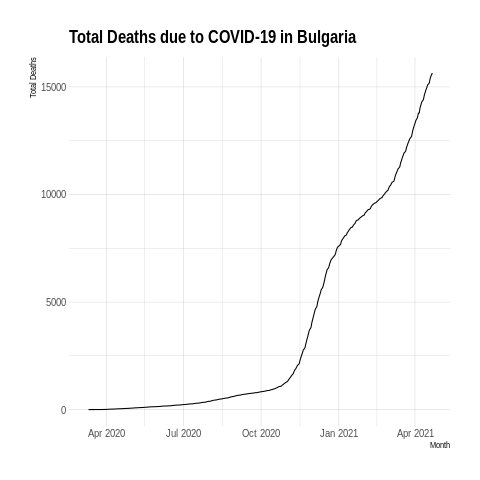 Total Deaths due to COVID-19 in Bulgaria
Total Deaths
15000
10000
5000
0
Apr 2020 Jul 2020 Oct 2020 Jan 2021 Apr 2021
Month